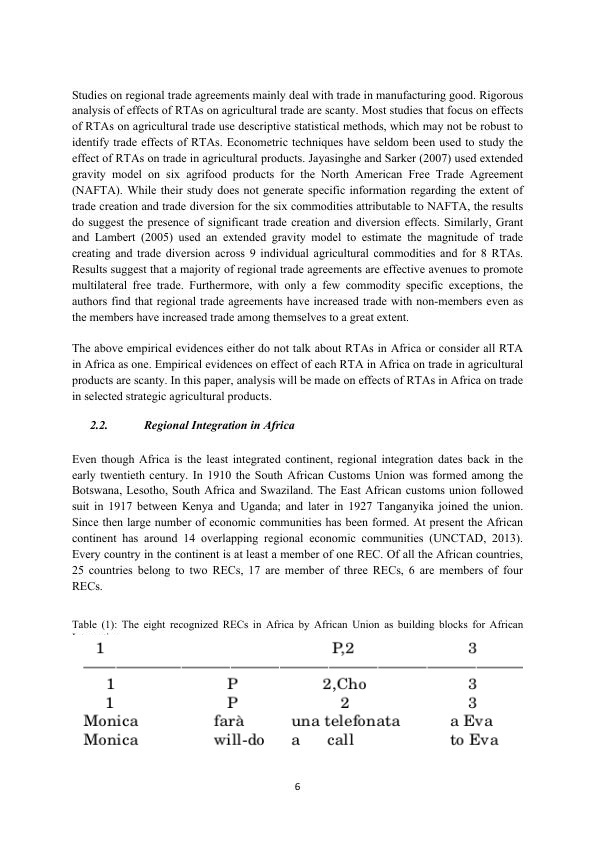 Studies on regional trade agreements mainly deal with trade in manufacturing good. Rigorous
analysis of effects of RTAs on agricultural trade are scanty. Most studies that focus on effects
of RTAs on agricultural trade use descriptive statistical methods, which may not be robust to
identify trade effects of RTAs. Econometric techniques have seldom been used to study the
effect of RTAs on trade in agricultural products. Jayasinghe and Sarker (2007) used extended
gravity model on six agrifood products for the North American Free Trade Agreement
(NAFTA). While their study does not generate specific information regarding the extent of
trade creation and trade diversion for the six commodities attributable to NAFTA, the results
do suggest the presence of significant trade creation and diversion effects. Similarly, Grant
and Lambert (2005) used an extended gravity model to estimate the magnitude of trade
creating and trade diversion across 9 individual agricultural commodities and for 8 RTAs.
Results suggest that a majority of regional trade agreements are effective avenues to promote
multilateral free trade. Furthermore, with only a few commodity specific exceptions, the
authors find that regional trade agreements have increased trade with non-members even as
the members have increased trade among themselves to a great extent.
The above empirical evidences either do not talk about RTAs in Africa or consider all RTA
in Africa as one. Empirical evidences on effect of each RTA in Africa on trade in agricultural
products are scanty. In this paper, analysis will be made on effects of RTAs in Africa on trade
in selected strategic agricultural products.
2.2. Regional Integration in Africa
Even though Africa is the least integrated continent, regional integration dates back in the
early twentieth century. In 1910 the South African Customs Union was formed among the
Botswana, Lesotho, South Africa and Swaziland. The East African customs union followed
suit in 1917 between Kenya and Uganda; and later in 1927 Tanganyika joined the union.
Since then large number of economic communities has been formed. At present the African
continent has around 14 overlapping regional economic communities (UNCTAD, 2013).
Every country in the continent is at least a member of one REC. Of all the African countries,
25 countries belong to two RECs, 17 are member of three RECs, 6 are members of four
RECs.
Table (1): The eight recognized RECs in Africa by African Union as building blocks for African
1 P,2 3
1 P 2,Cho 3
1 P 2 3
Monica farà una telefonata a Eva
Monica will-do a call to Eva
6